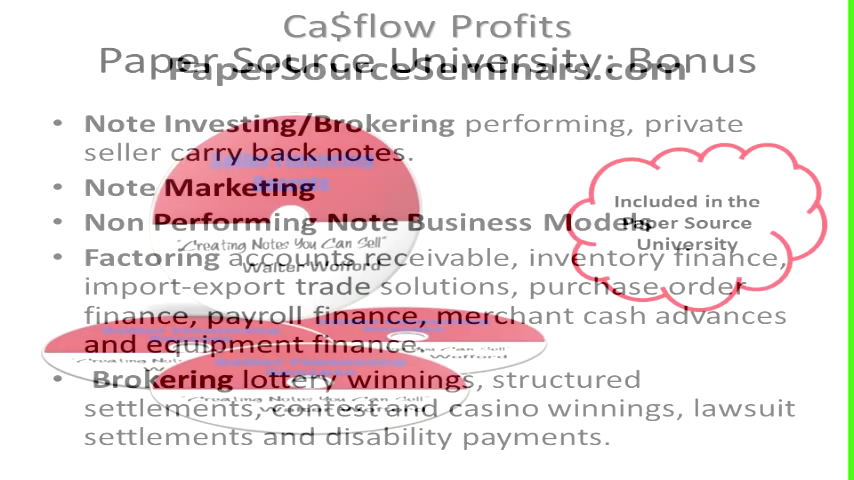 Ca$flow Profits
Paper Source University: Bonus
PaperSourceSeminars.com
• Note Investing/Brokering performing, private
seller carry back notes.
• Note Marketing
• Non Performing Note Business Models
• Factoring accounts receivable, inventory finance,
import-export trade solutions, purchase order
finance, payroll finance, merchant cash advances
and equipment finance.
• Brokering lottery winnings, structured
settlements, contest and casino winnings, lawsuit
settlements and disability payments.
Included in the
Paper Source
University
"Creating Notes You Can Sell"
Walter Wofford